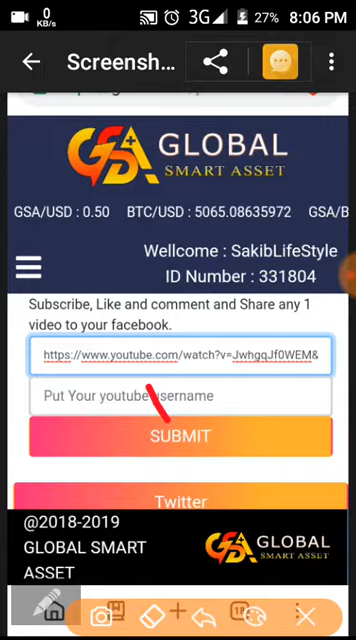 0
KB/s
3G
27%
8:06 PM
Screensh...
GSA GLOBAL
SMART ASSET
GSA/USD : 0.50 BTC/USD : 5065.08635972 GSA/B
Wellcome : SakibLifeStyle
ID Number : 331804
Subscribe, Like and comment and Share any 1
video to your facebook.
https://www.youtube.com/watch?v=JwhgqJf0WEM&
Put Your youtube username
SUBMIT
Twitter
@2018-2019
GLOBAL SMART
ASSET
GSA GLOBAL
SMART ASSET